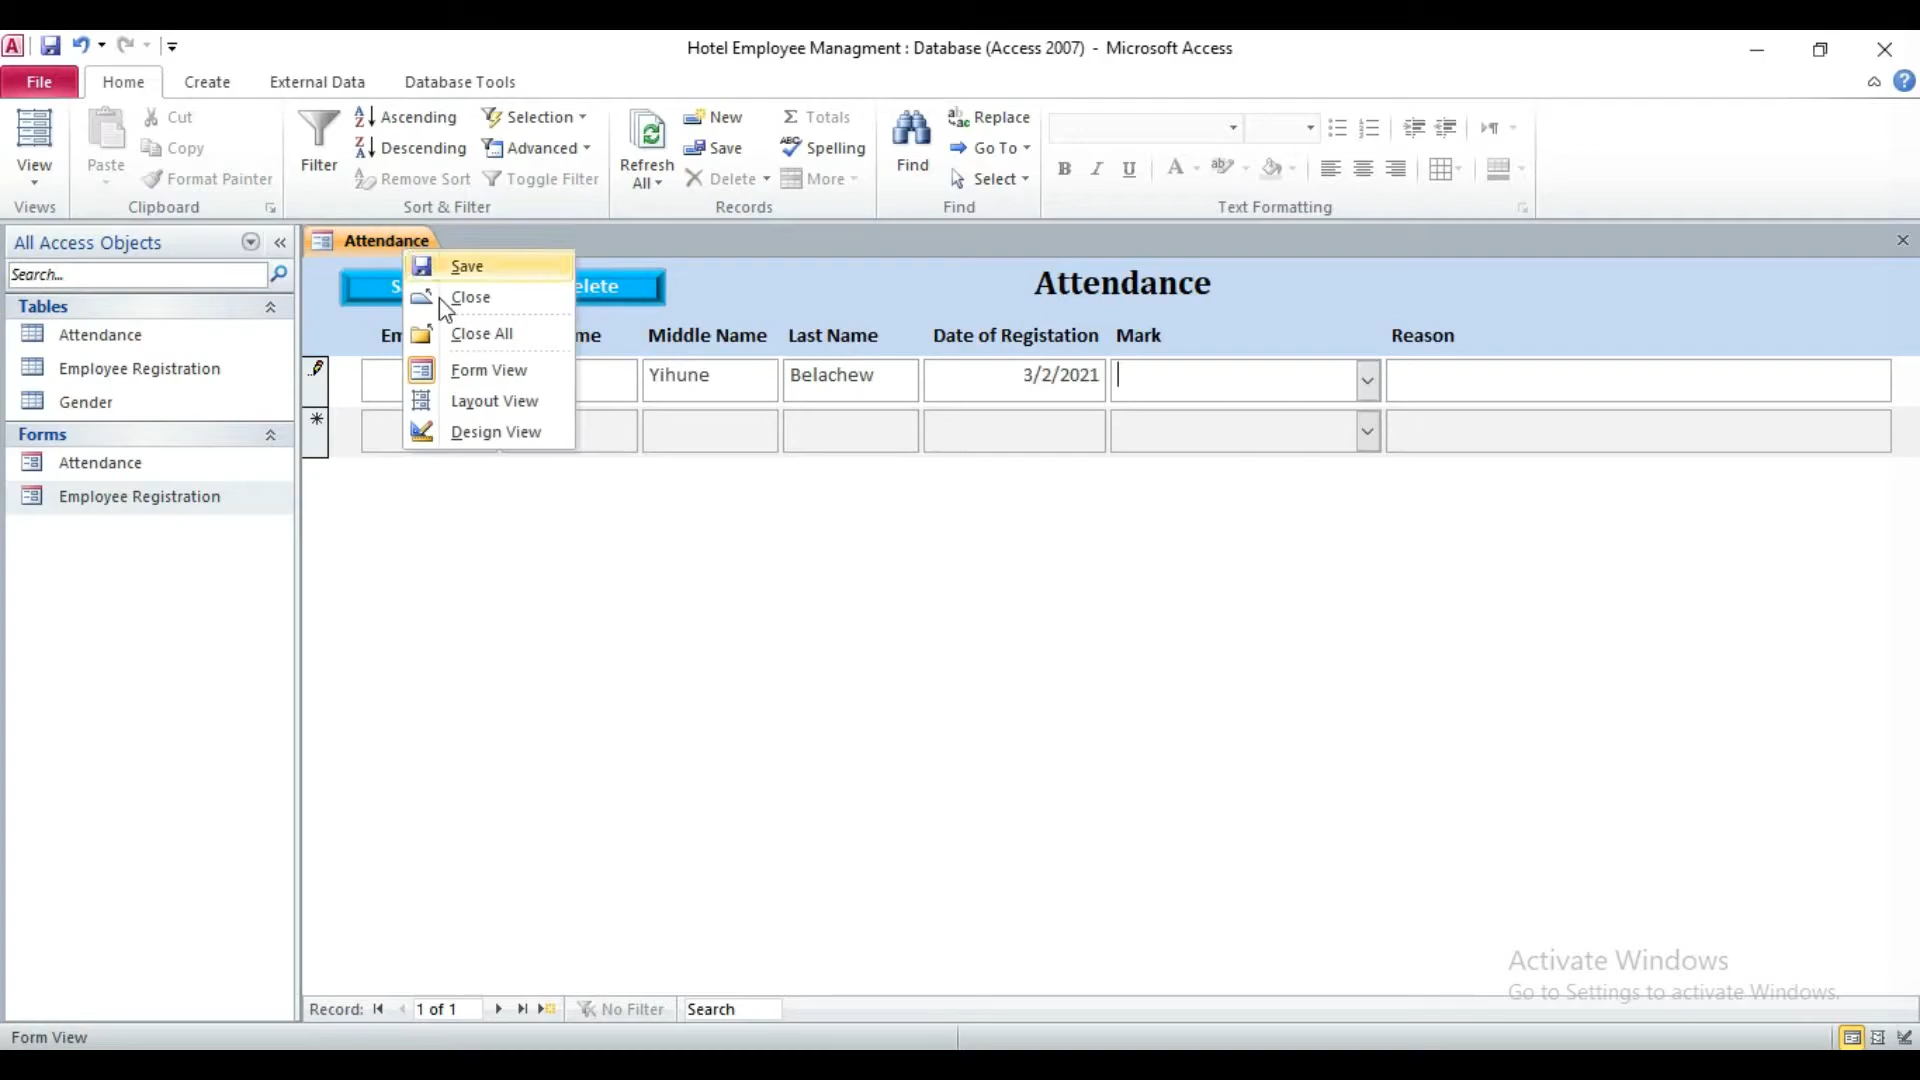 Hotel Employee Managment : Database (Access 2007) - Microsoft Access
File Home Create External Data Database Tools
View
Views
Paste
Cut
Copy
Format Painter
Clipboard
Filter
Ascending
Descending
Remove Sort
Selection
Advanced
Toggle Filter
Sort & Filter
Refresh
All
New
Save
Delete
Totals
Spelling
More
Records
Find
Replace
Go To
Select
Find
B I U A ab
Text Formatting
All Access Objects
Search...
Tables
Attendance
Employee Registration
Gender
Forms
Attendance
Employee Registration
Attendance
Save
Close
Close All
Form View
Layout View
Design View
Attendance
Middle Name Last Name Date of Registation Mark Reason
Yihune Belachew 3/2/2021
Activate Windows
Go to Settings to activate Windows.
Record: 1 of 1 No Filter Search
Form View